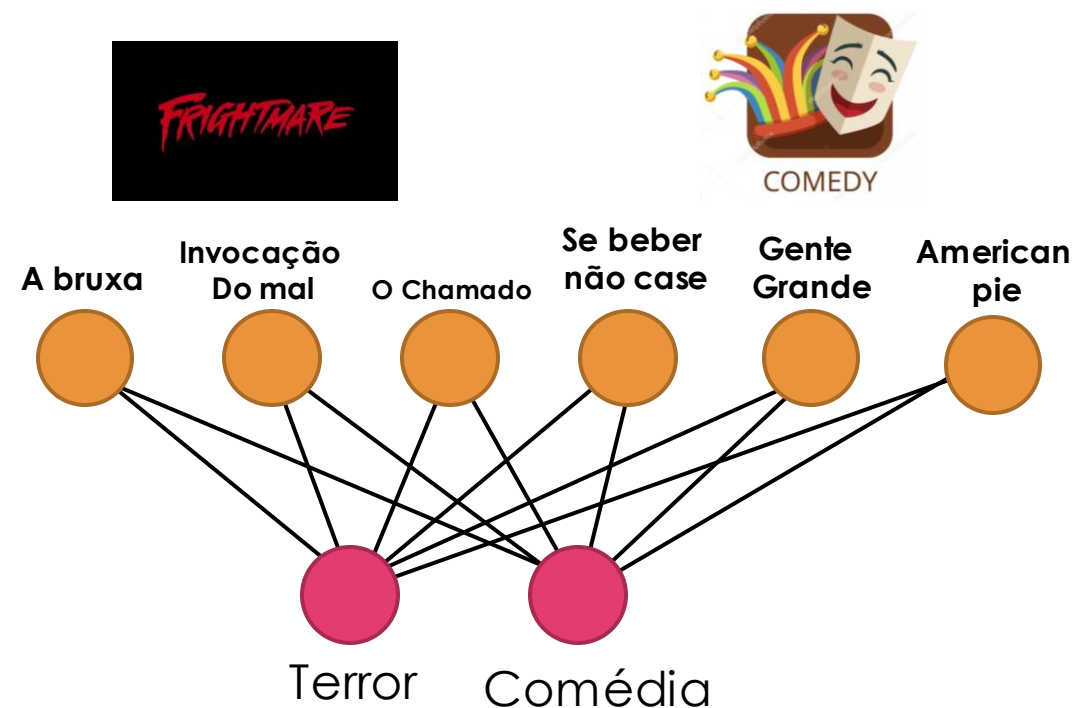 FRIGHTMARE
COMEDY
A bruxa
Invocação
Do mal
O Chamado
Se beber
não case
Gente
Grande
American
pie
Terror
Comédia